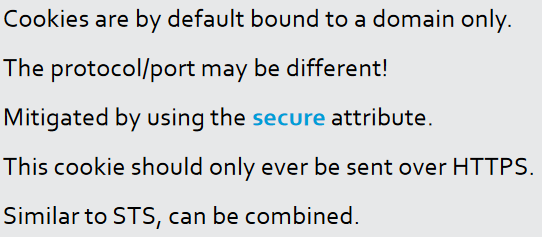 Cookies are by default bound to a domain only.
The protocol/port may be different!
Mitigated by using the secure attribute.
This cookie should only ever be sent over HTTPS.
Similar to STS, can be combined.